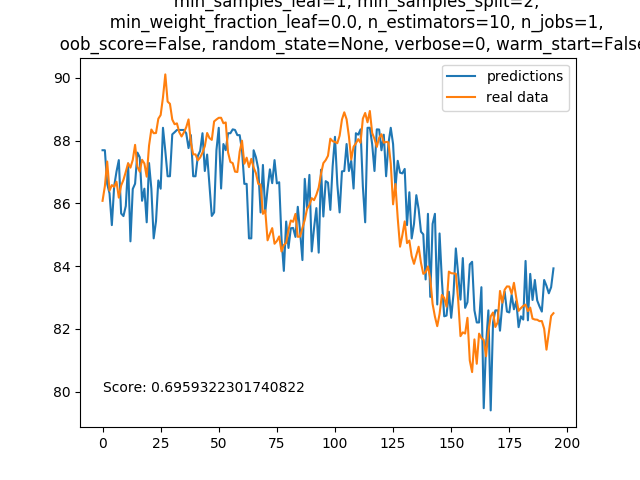 min_samples_leaf=1, min_samples_split=2,
min_weight_fraction_leaf=0.0, n_estimators=10, n_jobs=1,
oob_score=False, random_state=None, verbose=0, warm_start=False
predictions
real data
90
88
86
84
82
80
Score: 0.6959322301740822
0 25 50 75 100 125 150 175 200